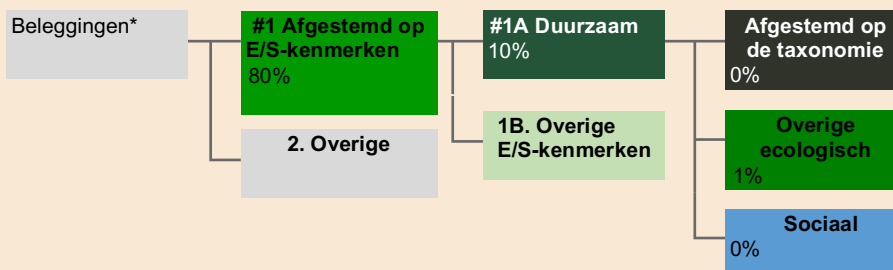 Beleggingen*
#1 Afgestemd op
E/S-kenmerken
80%
2. Overige
#1A Duurzaam
10%
1B. Overige
E/S-kenmerken
Afgestemd op
de taxonomie
0%
Overige
ecologisch
1%
Sociaal
0%